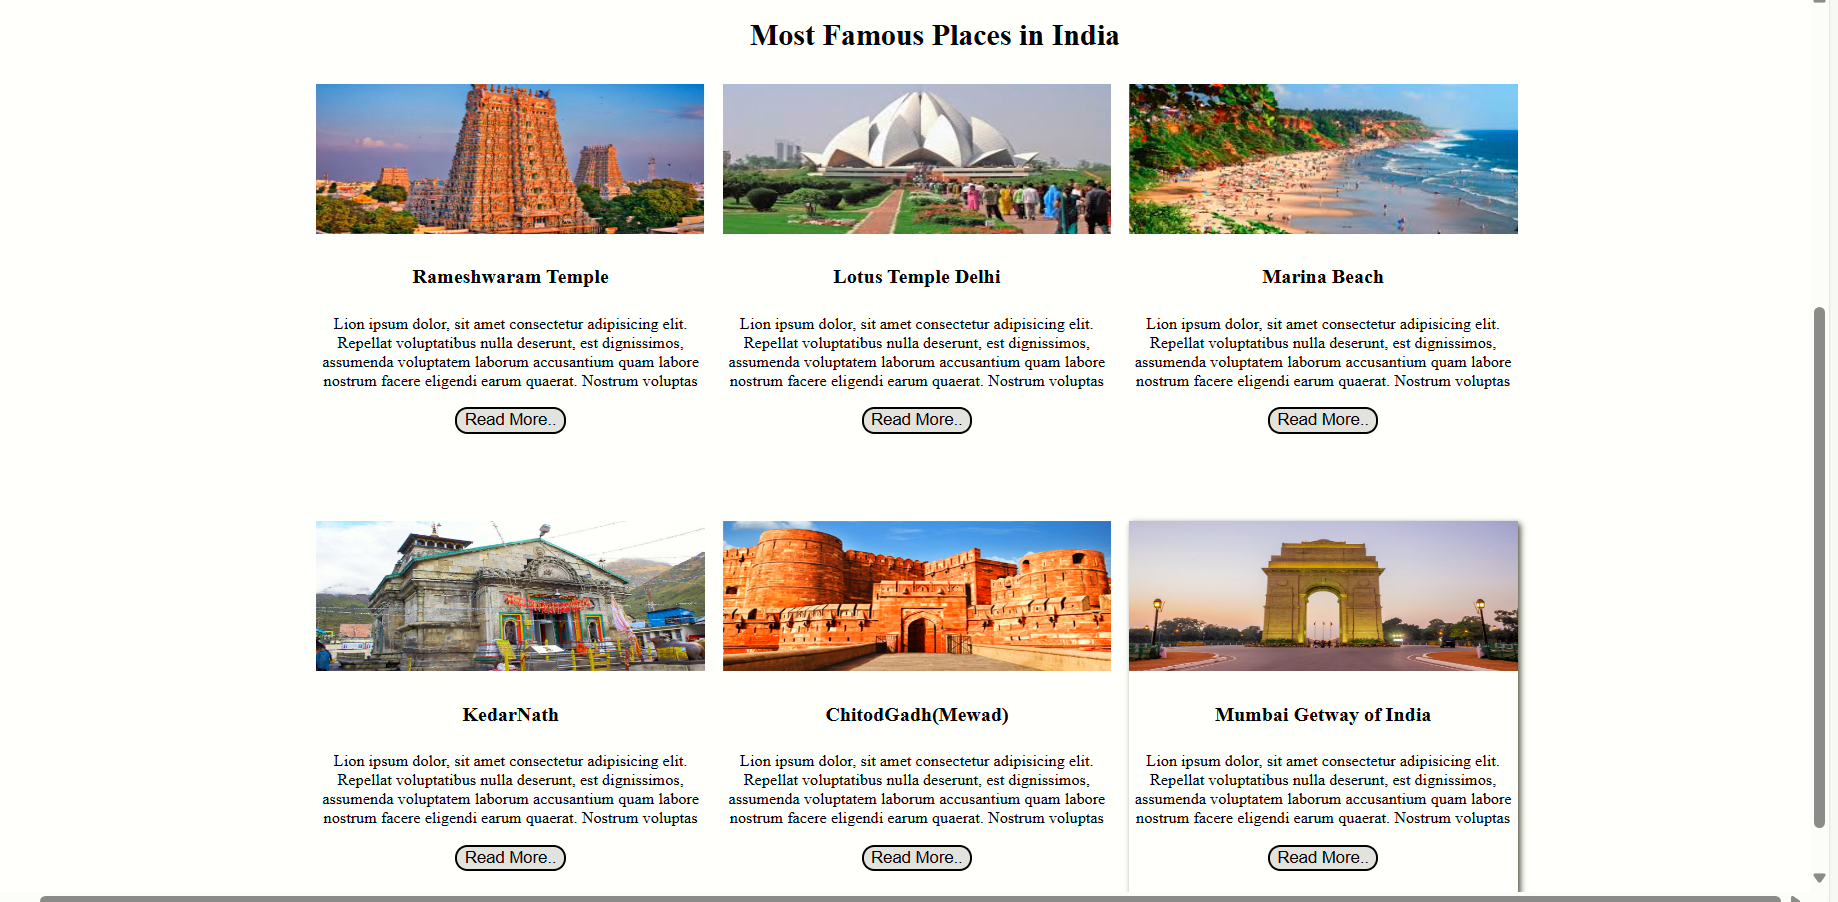 Most Famous Places in India
Rameshwaram Temple
Lion ipsum dolor, sit amet consectetur adipisicing elit.
Repellat voluptatibus nulla deserunt, est dignissimos,
assumenda voluptatem laborum accusantium quam labore
nostrum facere eligendi earum quaerat. Nostrum voluptas
Read More..
Lotus Temple Delhi
Lion ipsum dolor, sit amet consectetur adipisicing elit.
Repellat voluptatibus nulla deserunt, est dignissimos,
assumenda voluptatem laborum accusantium quam labore
nostrum facere eligendi earum quaerat. Nostrum voluptas
Read More..
Marina Beach
Lion ipsum dolor, sit amet consectetur adipisicing elit.
Repellat voluptatibus nulla deserunt, est dignissimos,
assumenda voluptatem laborum accusantium quam labore
nostrum facere eligendi earum quaerat. Nostrum voluptas
Read More..
KedarNath
Lion ipsum dolor, sit amet consectetur adipisicing elit.
Repellat voluptatibus nulla deserunt, est dignissimos,
assumenda voluptatem laborum accusantium quam labore
nostrum facere eligendi earum quaerat. Nostrum voluptas
Read More..
ChitodGadh(Mewad)
Lion ipsum dolor, sit amet consectetur adipisicing elit.
Repellat voluptatibus nulla deserunt, est dignissimos,
assumenda voluptatem laborum accusantium quam labore
nostrum facere eligendi earum quaerat. Nostrum voluptas
Read More..
Mumbai Getway of India
Lion ipsum dolor, sit amet consectetur adipisicing elit.
Repellat voluptatibus nulla deserunt, est dignissimos,
assumenda voluptatem laborum accusantium quam labore
nostrum facere eligendi earum quaerat. Nostrum voluptas
Read More..